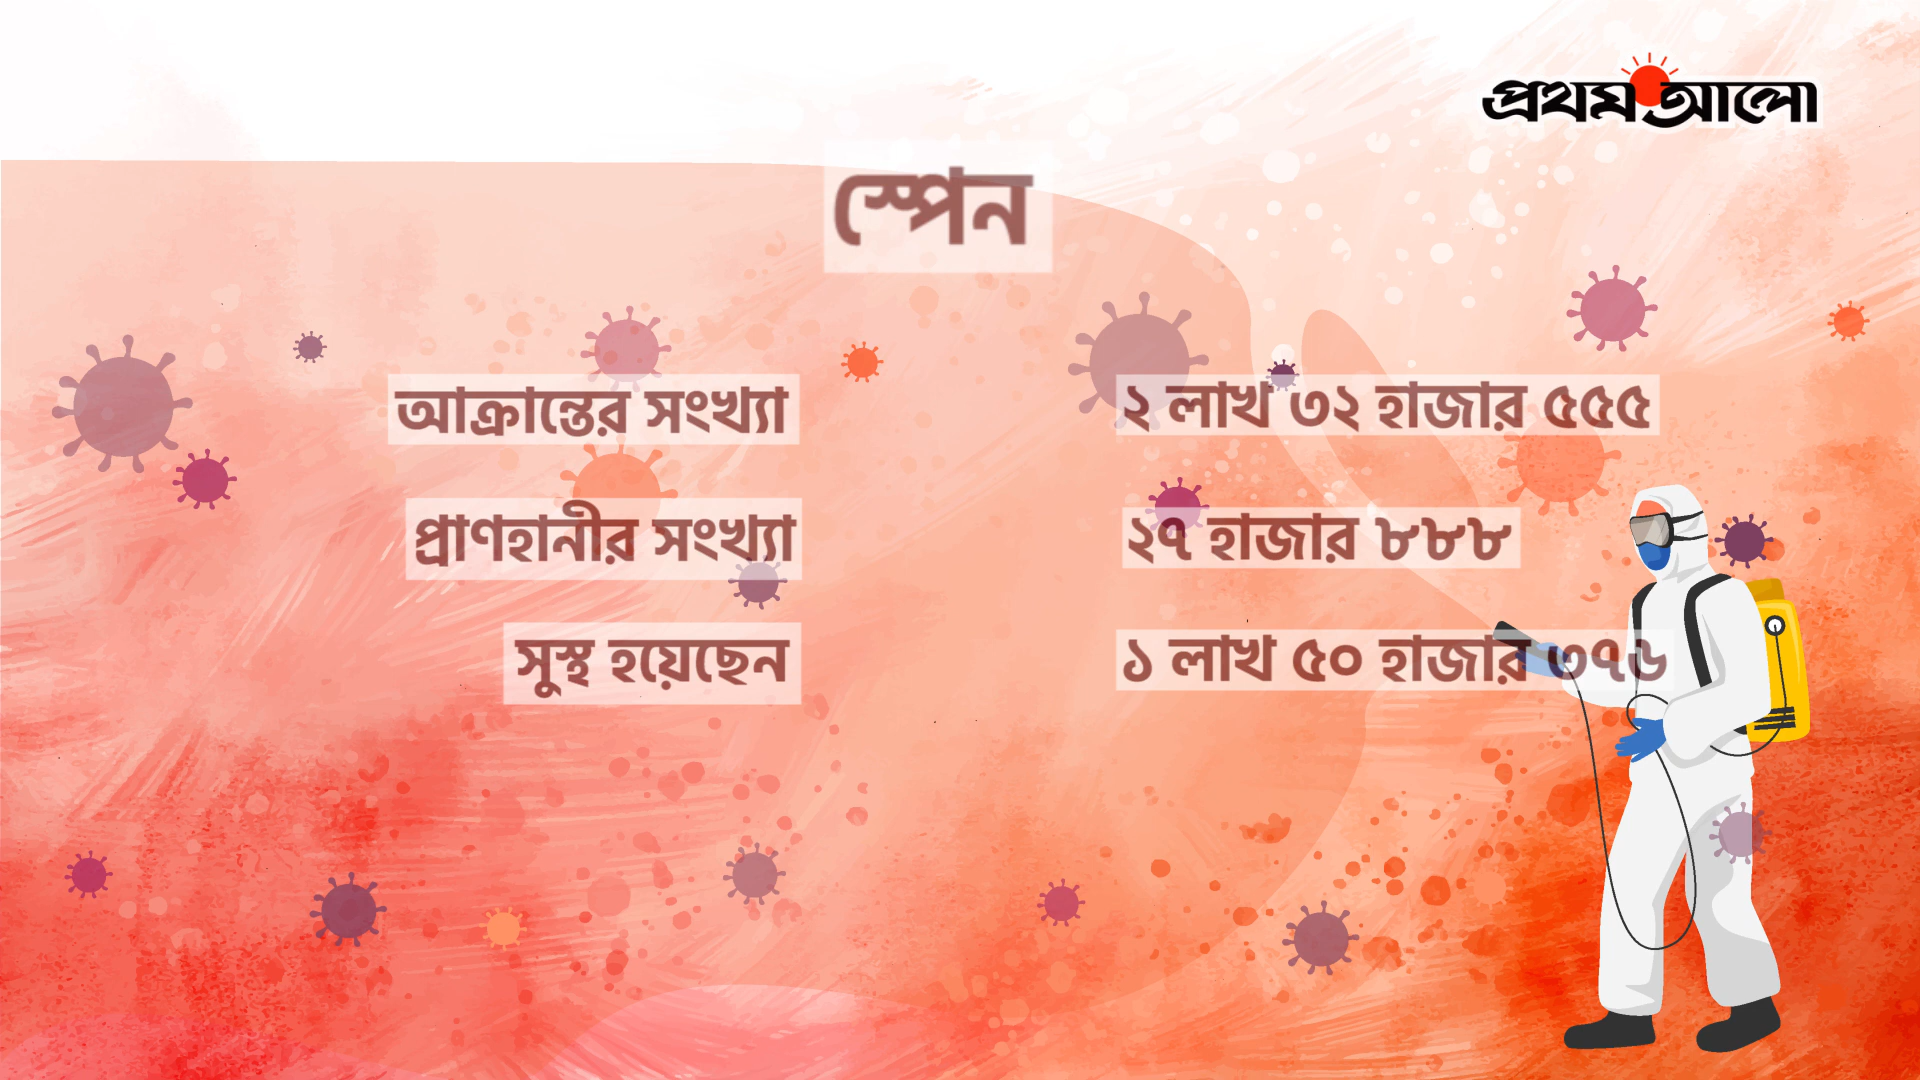 প্রথম আলো
স্পেন
আক্রান্তের সংখ্যা ২ লাখ ৩২ হাজার ৫৫৫
প্রাণহানীর সংখ্যা ২৭ হাজার ৮৮৮
সুস্থ হয়েছেন ১ লাখ ৫০ হাজার ৩৭৬